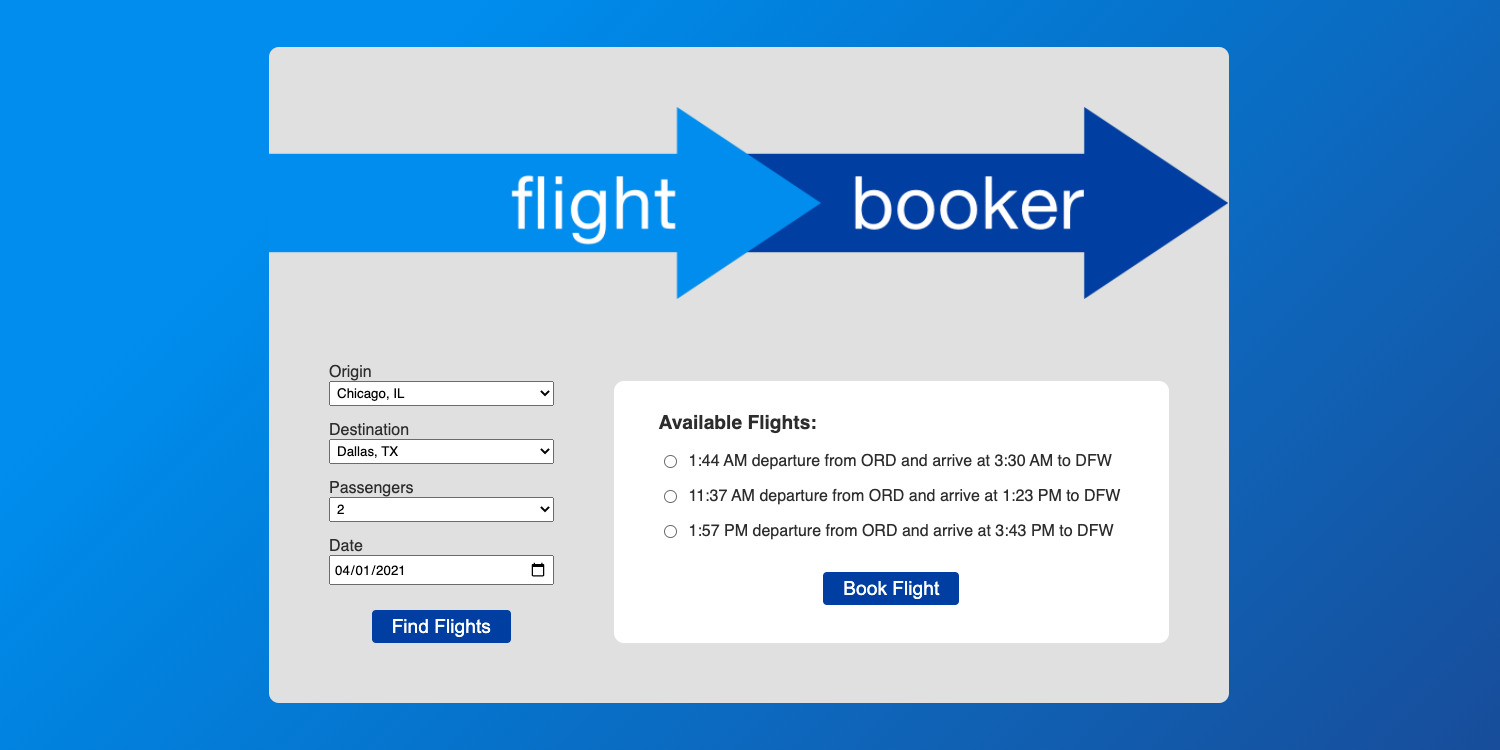 flight booker
Origin
Chicago, IL
Destination
Dallas, TX
Passengers
2
Date
04/01/2021
Find Flights
Available Flights:
1:44 AM departure from ORD and arrive at 3:30 AM to DFW
11:37 AM departure from ORD and arrive at 1:23 PM to DFW
1:57 PM departure from ORD and arrive at 3:43 PM to DFW
Book Flight